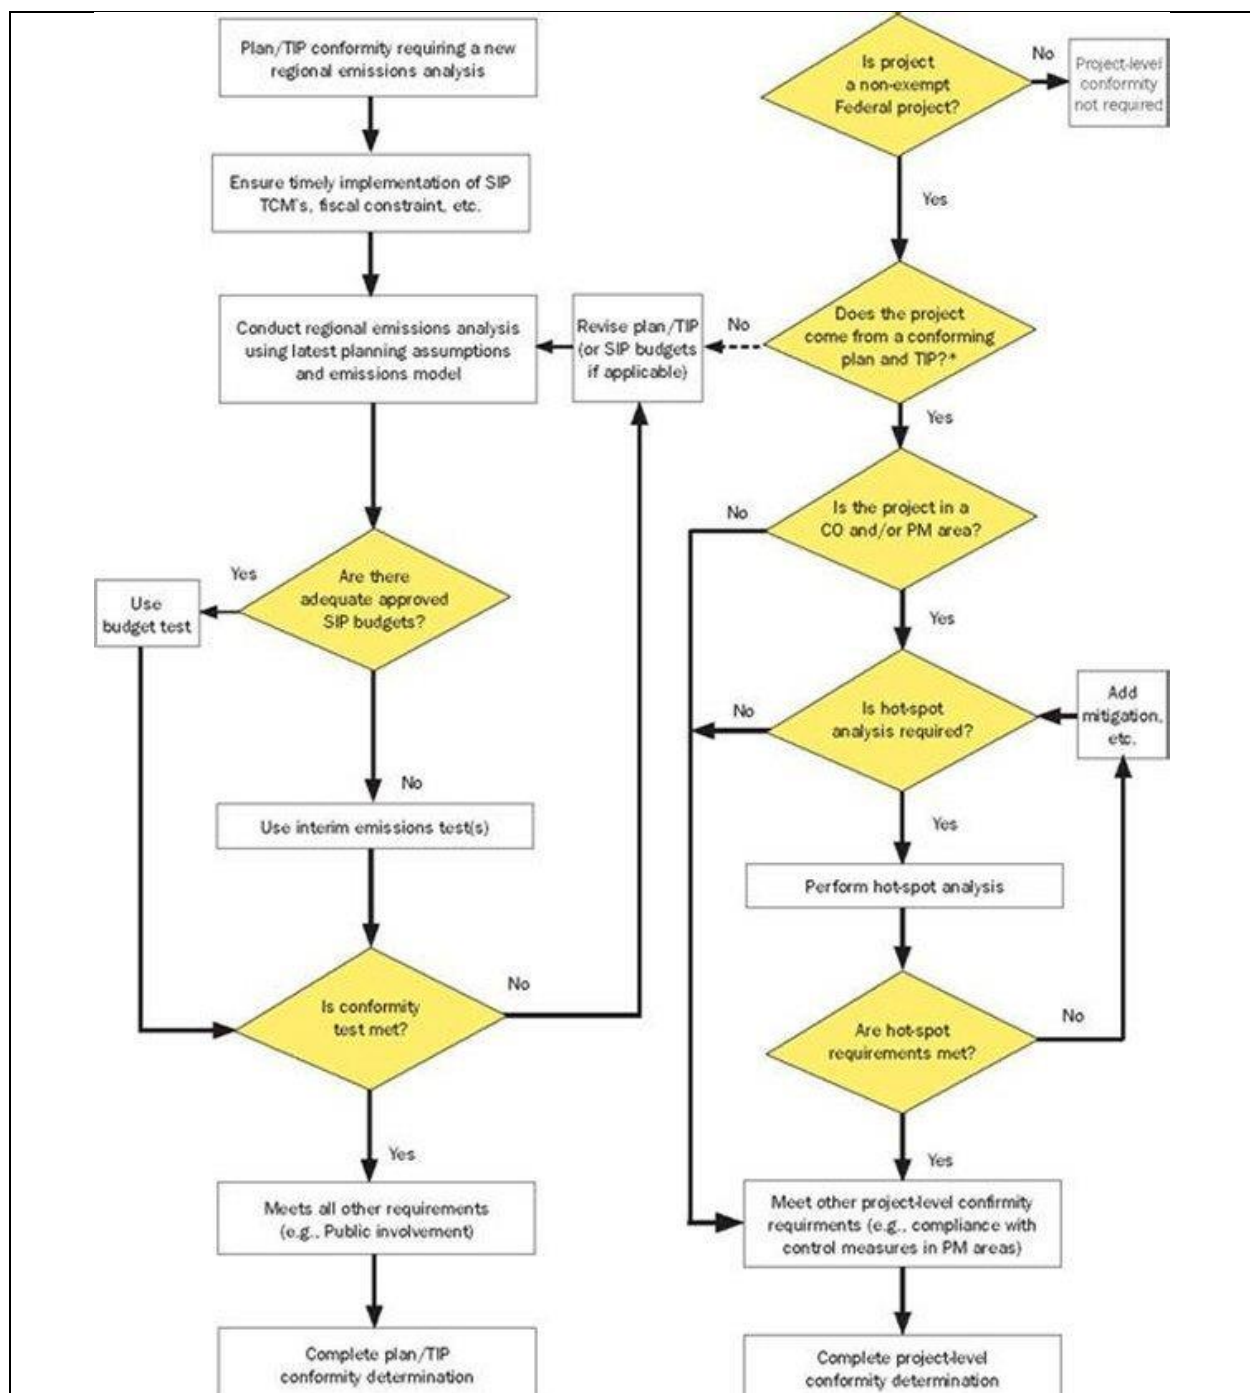 Plan/TIP conformity requiring a new
regional emissions analysis
Ensure timely implementation of SIP
TCM's, fiscal constraint, etc.
Conduct regional emissions analysis
using latest planning assumptions
and emissions model
Revise plan/TIP
(or SIP budgets
if applicable)
Are there
adequate approved
SIP budgets?
Yes
Use
budget test
No
Use interim emissions test(s)
Is conformity
test met?
No
Yes
Meets all other requirements
(e.g., Public involvement)
Complete plan/TIP
conformity determination
Is project
a non-exempt
Federal project?
No
Project-level
conformity
not required
Yes
Does the project
come from a conforming
plan and TIP?*
No
Yes
Is the project in a
CO and/or PM area?
No
Yes
Is hot-spot
analysis required?
No
Add
mitigation,
etc.
Yes
Perform hot-spot analysis
Are hot-spot
requirements met?
No
Yes
Meet other project-level confirmity
requirments (e.g., compliance with
control measures in PM areas)
Complete project-level
conformity determination